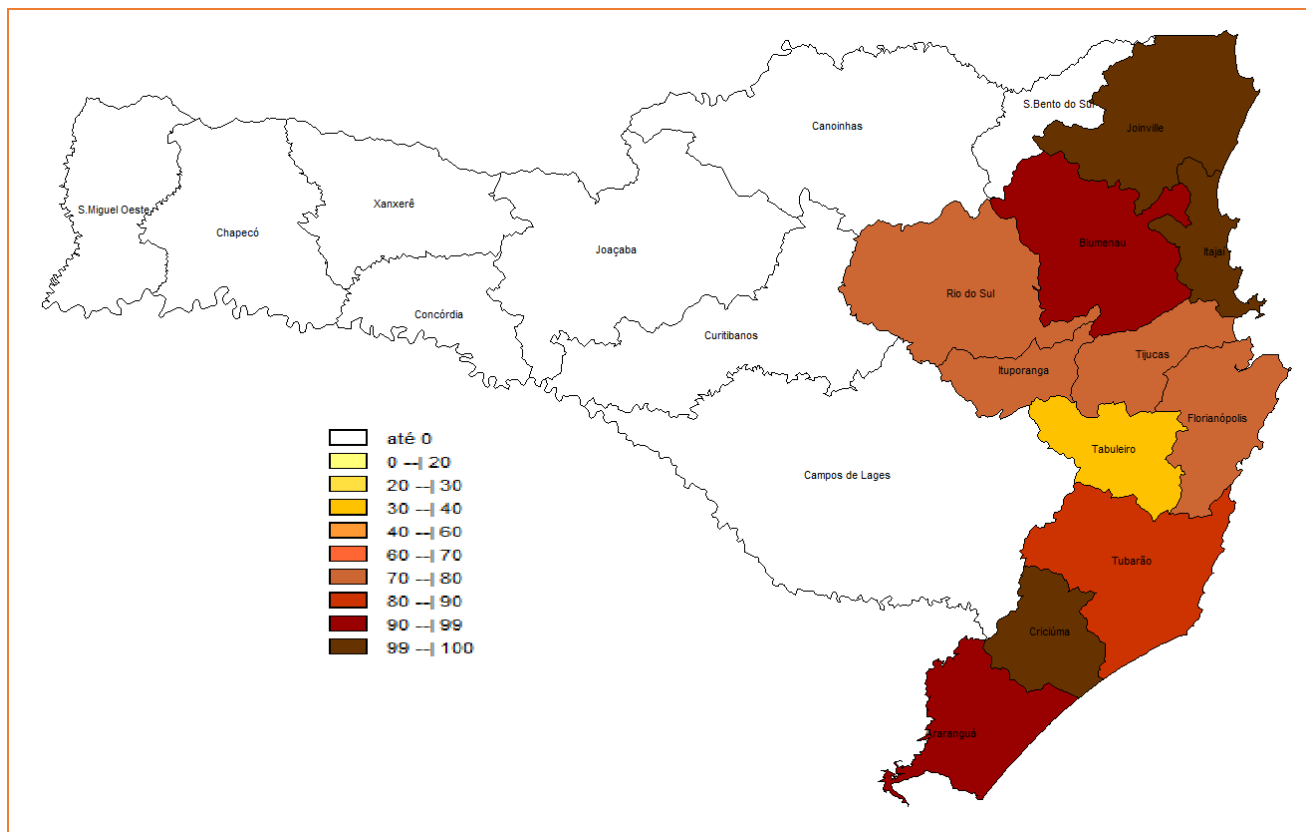 Canoinhas
S.Bento do Sul
Joinville
S.Miguel Oeste
Chapecó
Xanxerê
Joaçaba
Blumenau
Itajaí
Rio do Sul
Concórdia
Curitibanos
Ituporanga
Tijucas
Florianópolis
Tabuleiro
Campos de Lages
Tubarão
Criciúma
Araranguá
até 0
0 --| 20
20 --| 30
30 --| 40
40 --| 60
60 --| 70
70 --| 80
80 --| 90
90 --| 99
99 --| 100